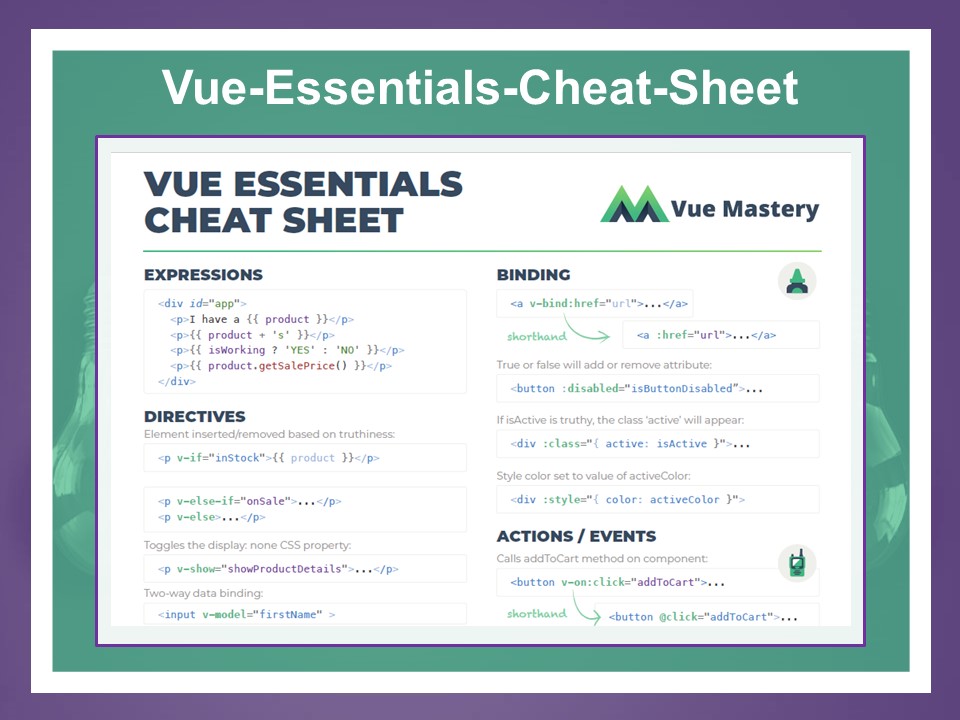 Vue-Essentials-Cheat-Sheet
VUE ESSENTIALS
CHEAT SHEET
Vue Mastery
EXPRESSIONS
<div id="app">
<p>I have a {{ product }}</p>
<p>{{ product + 's' }}</p>
<p>{{ isWorking ? 'YES' : 'NO' }}</p>
<p>{{ product.getSalePrice() }}</p>
</div>
DIRECTIVES
Element inserted/removed based on truthiness:
<p v-if="inStock">{{ product }}</p>
<p v-else-if="onSale">...</p>
<p v-else>...</p>
Toggles the display: none CSS property:
<p v-show="showProductDetails">...</p>
Two-way data binding:
<input v-model="firstName" >
BINDING
<a v-bind:href="url">...</a>
shorthand
<a :href="url">...</a>
True or false will add or remove attribute:
<button :disabled="isButtonDisabled”>...
If isActive is truthy, the class ‘active’ will appear:
<div :class="{ active: isActive }">...
Style color set to value of activeColor:
<div :style="{ color: activeColor }">
ACTIONS / EVENTS
Calls addToCart method on component:
<button v-on:click="addToCart">...
shorthand
<button @click="addToCart">...